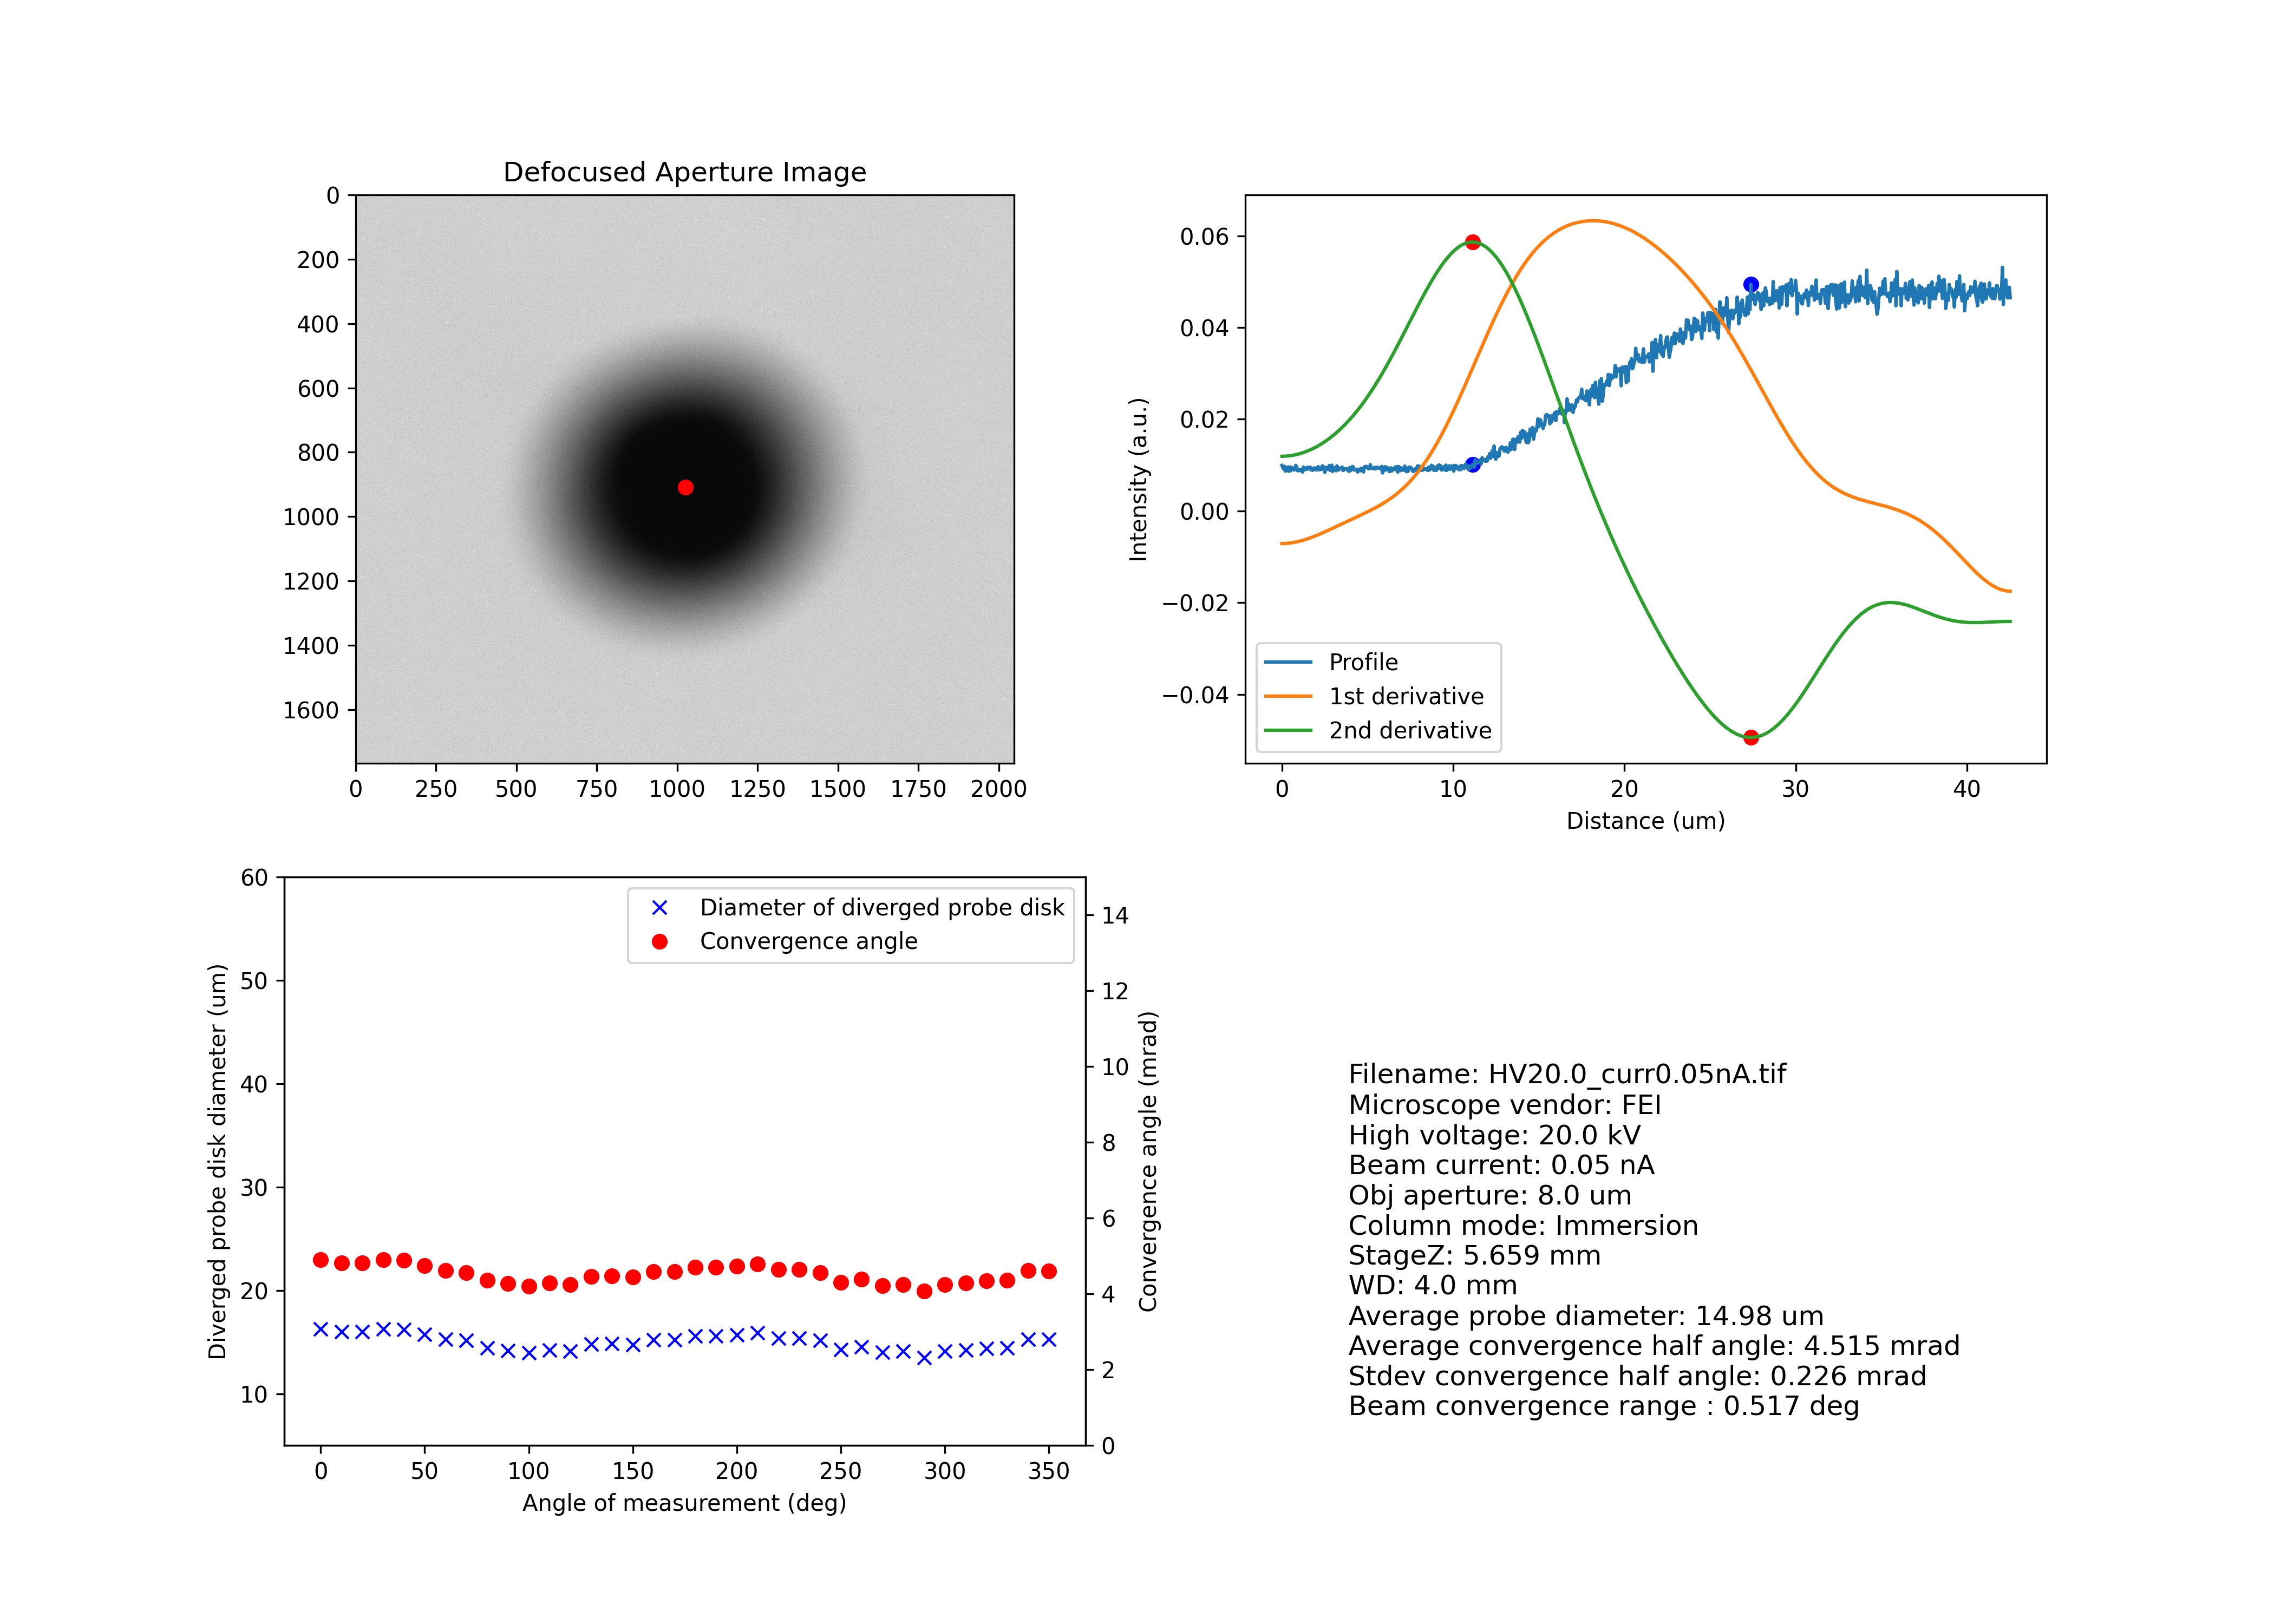 Defocused Aperture Image
0
200
400
600
800
1000
1200
1400
1600
0 250 500 750 1000 1250 1500 1750 2000
0.06
0.04
0.02
0.00
−0.02
−0.04
Intensity (a.u.)
Profile
1st derivative
2nd derivative
0 10 20 30 40
Distance (um)
60
50
40
30
20
10
Diverged probe disk diameter (um)
Diameter of diverged probe disk
Convergence angle
14
12
10
8
6
4
2
0
Convergence angle (mrad)
0 50 100 150 200 250 300 350
Angle of measurement (deg)
Filename: HV20.0_curr0.05nA.tif
Microscope vendor: FEI
High voltage: 20.0 kV
Beam current: 0.05 nA
Obj aperture: 8.0 um
Column mode: Immersion
StageZ: 5.659 mm
WD: 4.0 mm
Average probe diameter: 14.98 um
Average convergence half angle: 4.515 mrad
Stdev convergence half angle: 0.226 mrad
Beam convergence range : 0.517 deg